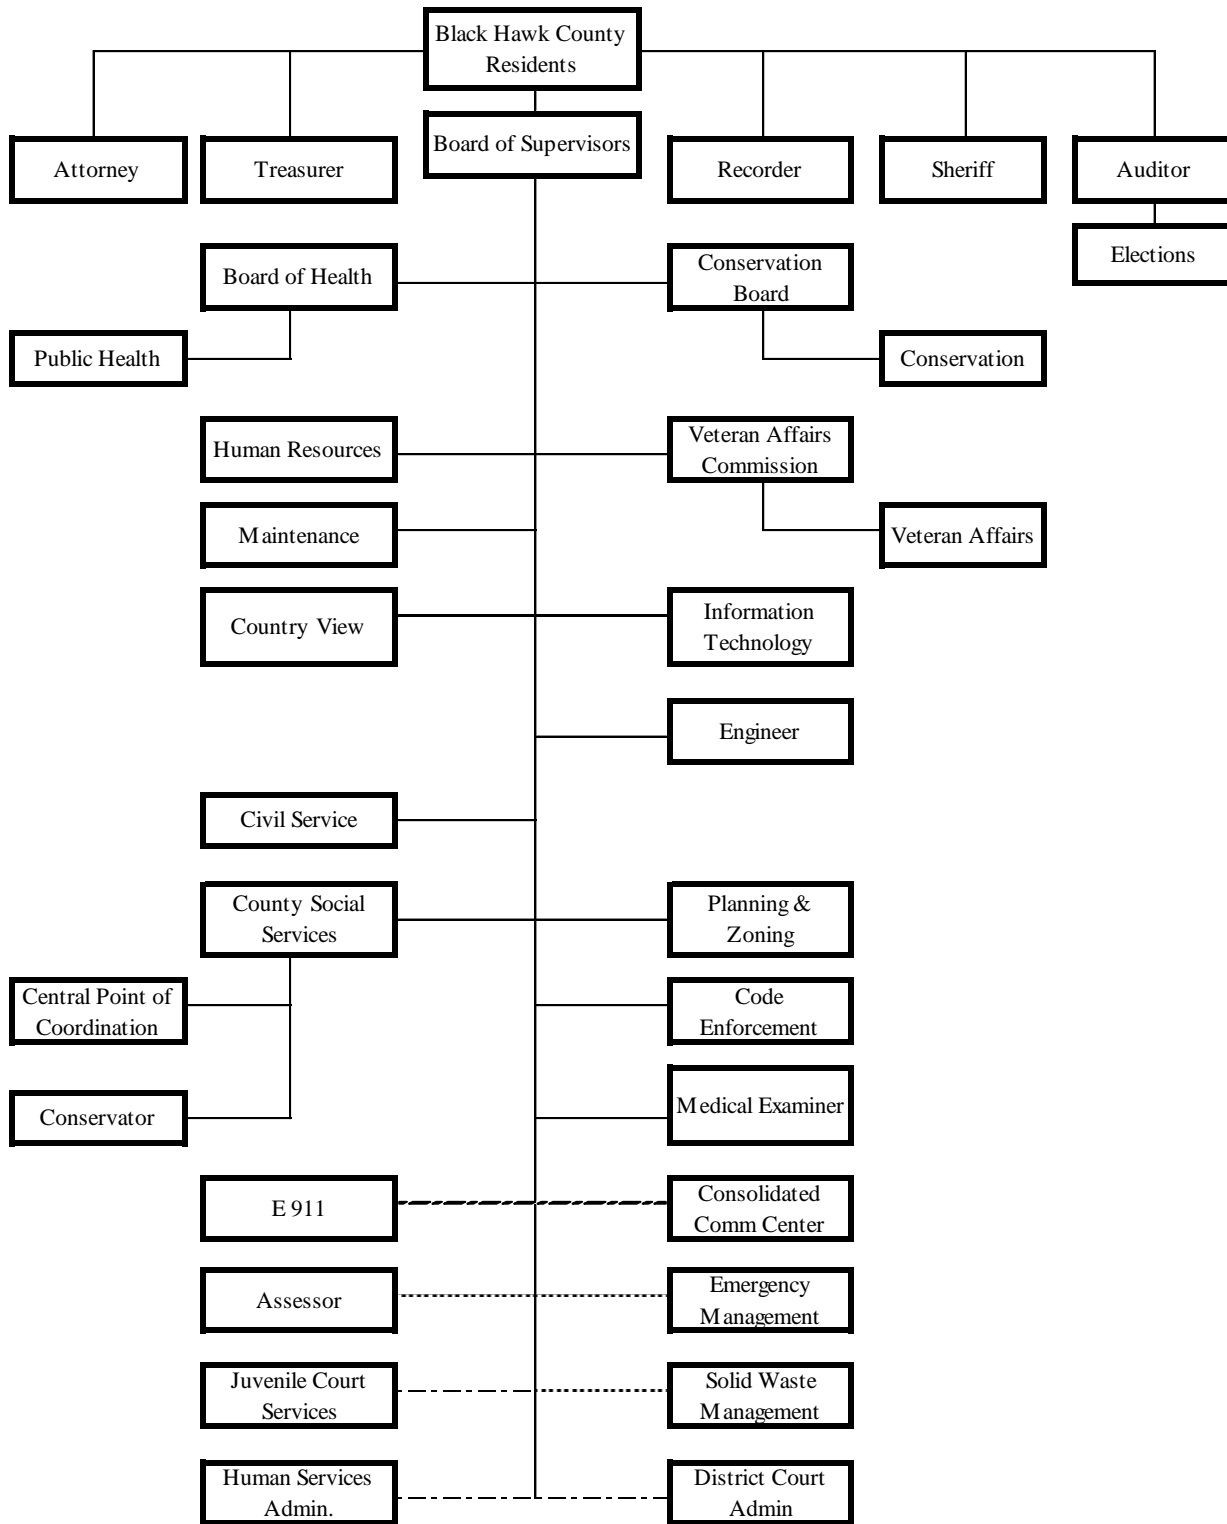 Black Hawk County
Residents
Board of Supervisors
Attorney
Treasurer
Recorder
Sheriff
Auditor
Elections
Board of Health
Conservation
Board
Public Health
Conservation
Human Resources
Veteran Affairs
Commission
Maintenance
Veteran Affairs
Country View
Information
Technology
Engineer
Civil Service
County Social
Services
Planning &
Zoning
Central Point of
Coordination
Code
Enforcement
Conservator
Medical Examiner
E 911
Consolidated
Comm Center
Assessor
Emergency
Management
Juvenile Court
Services
Solid Waste
Management
Human Services
Admin.
District Court
Admin